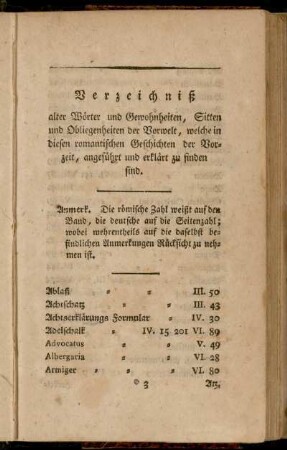 Verzeichniß
alter Wörter und Gewohnheiten, Sitten
und Obliegenheiten der Vorwelt, welche in
diesen romantischen Geschichten der Vor-
zeit, angeführt und erklärt zu finden
sind.
Anmerk. Die römische Zahl weißt auf den
Band, die deutsche auf die Seitenzahl;
wobei mehrentheils auf die daselbst be-
findlichen Anmerkungen Rücksicht zu neh-
men ist.
Ablaß " " III. 50
Achtschatz " " III. 43
Achtserklärungs Formular " IV. 30
Adelschalk " IV. 15 201 VI. 89
Advocatus " " V. 49
Albergaria " " VI. 28
Armiger " " VI. 80
3 Arz,